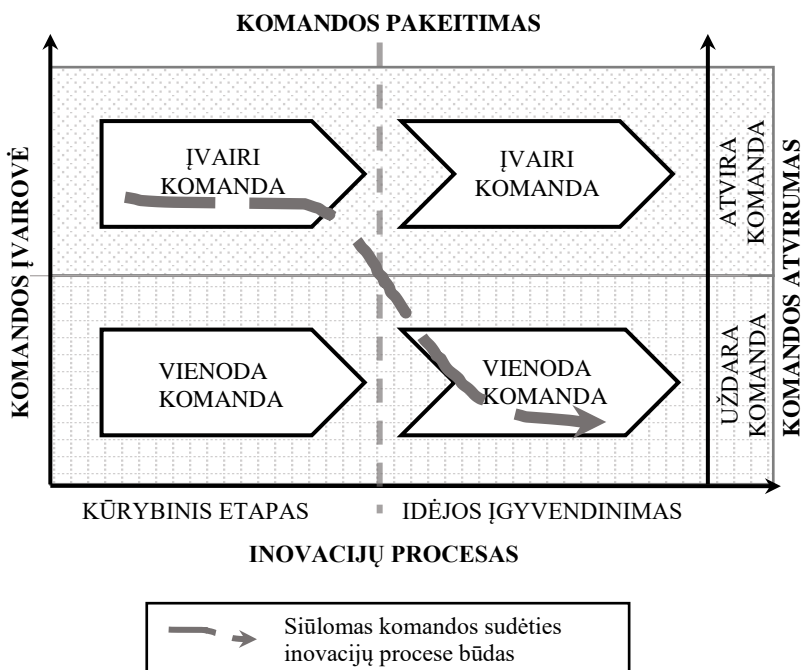 KOMANDOS PAKEITIMAS
KOMANDOS ĮVAIROVĖ
ĮVAIRI
KOMANDA
ĮVAIRI
KOMANDA
ATVIRA
KOMANDA
VIENODA
KOMANDA
VIENODA
KOMANDA
UŽDARA
KOMANDA
KOMANDOS ATVIRUMAS
KŪRYBINIS ETAPAS
IDĖJOS ĮGYVENDINIMAS
INOVACIJŲ PROCESAS
Siūlomas komandos sudėties
inovacijų procese būdas